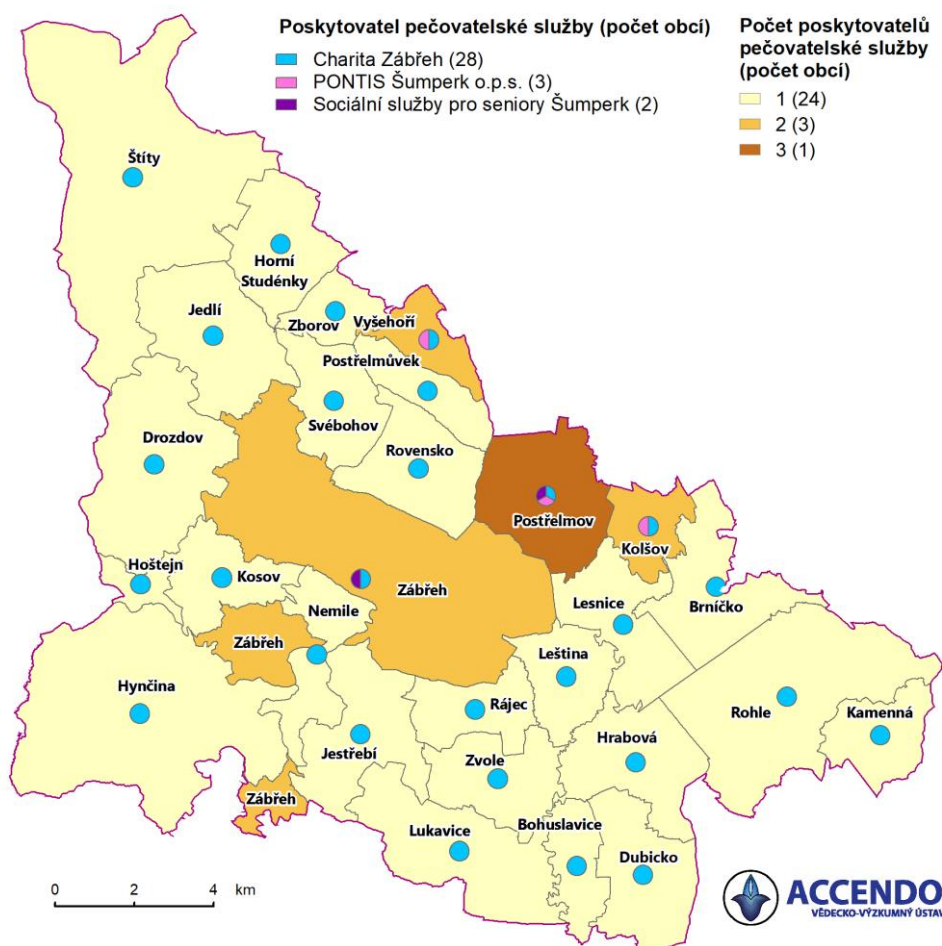 Poskytovatel pečovatelské služby (počet obcí)
Charita Zábřeh (28)
PONTIS Šumperk o.p.s. (3)
Sociální služby pro seniory Šumperk (2)
Počet poskytovatelů
pečovatelské služby
(počet obcí)
1 (24)
2 (3)
3 (1)
Štíty
Horní
Studénky
Jedlí
Zborov
Vyšehoří
Postřelmůvek
Svébohov
Drozdov
Rovensko
Postřelmov
Kolšov
Hoštejn
Kosov
Nemile
Zábřeh
Lesnice
Brníčko
Zábřeh
Leština
Hynčina
Rájec
Rohle
Kamenná
Jestřebí
Zvole
Hrabová
Zábřeh
Lukavice
Bohuslavice
Dubicko
0 2 4 km
ACCENDO
VĚDECKO-VÝZKUMNÝ ÚSTAV